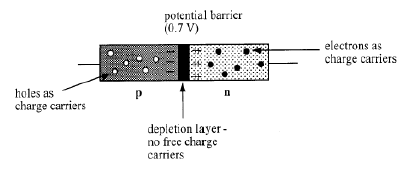 potential barrier
(0.7 V)
electrons as
charge carriers
holes as
charge carriers
p
n
depletion layer -
no free charge
carriers